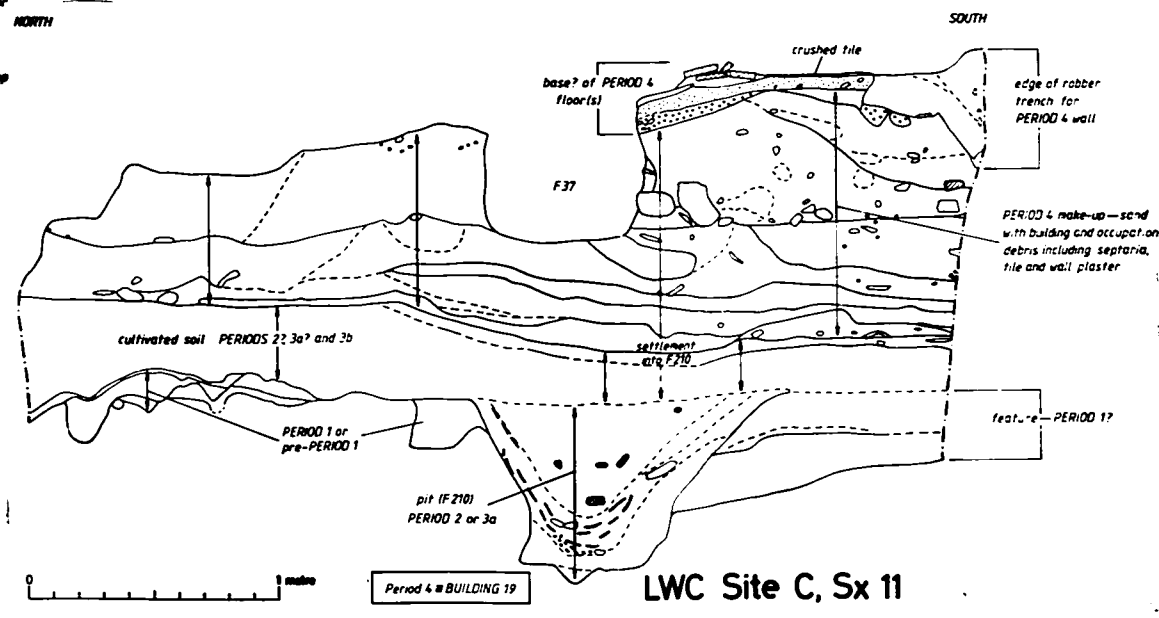 NORTH
SOUTH
crushed tile
base? of PERIOD 4
floor(s)
edge of robber
trench for
PERIOD 4 wall
F37
PERIOD 4 make-up—sand
with building and occupation
debris including septaria,
tile and wall plaster
cultivated soil PERIODS 2? 3a? and 3b
settlement
into F210
PERIOD 1 or
pre-PERIOD 1
feature—PERIOD 1?
pit (F210)
PERIOD 2 or 3a
0 1 metre
Period 4 = BUILDING 19
LWC Site C, Sx 11